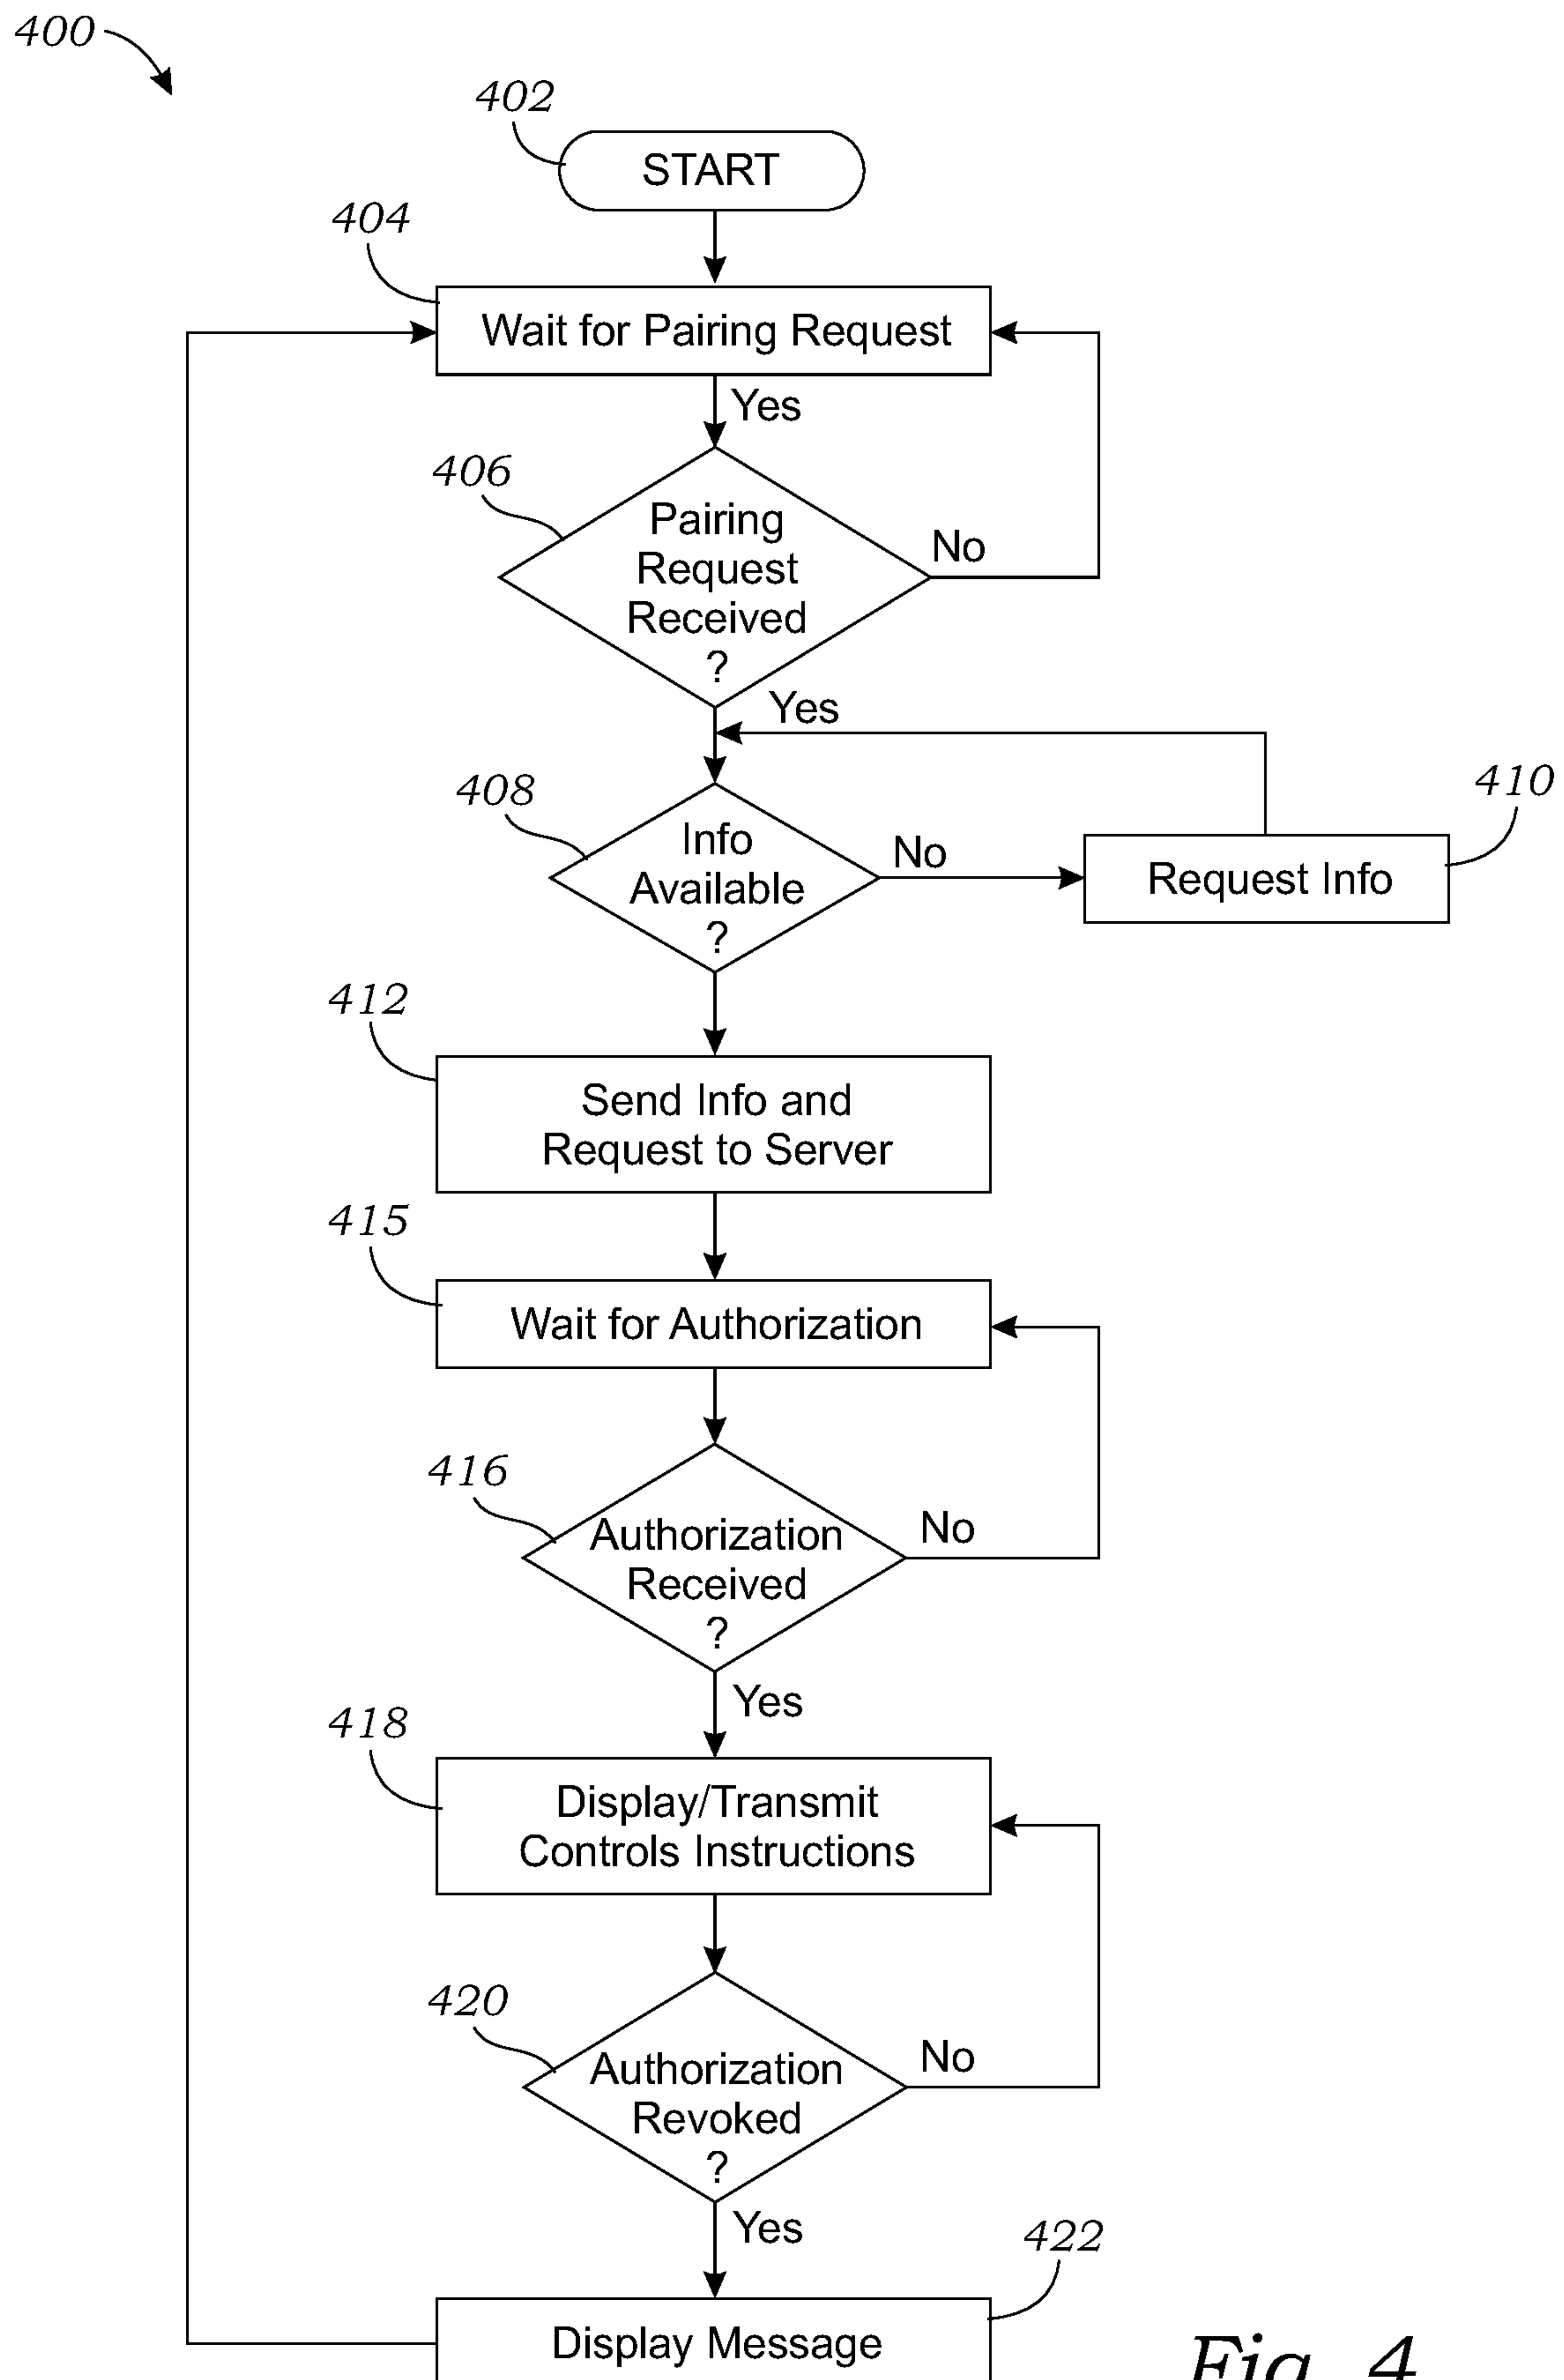 400
402
START
404
Wait for Pairing Request
Yes
406
Pairing
Request
Received
?
No
Yes
408
Info
Available
?
No
410
Request Info
412
Send Info and
Request to Server
415
Wait for Authorization
416
Authorization
Received
?
No
Yes
418
Display/Transmit
Controls Instructions
420
Authorization
Revoked
?
No
Yes
422
Display Message
Fig. 4